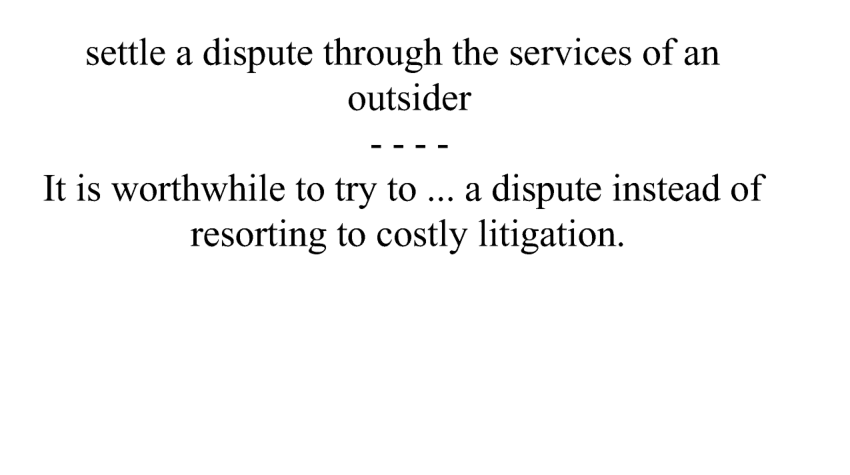 settle a dispute through the services of an
outsider
- - - -
It is worthwhile to try to ... a dispute instead of
resorting to costly litigation.